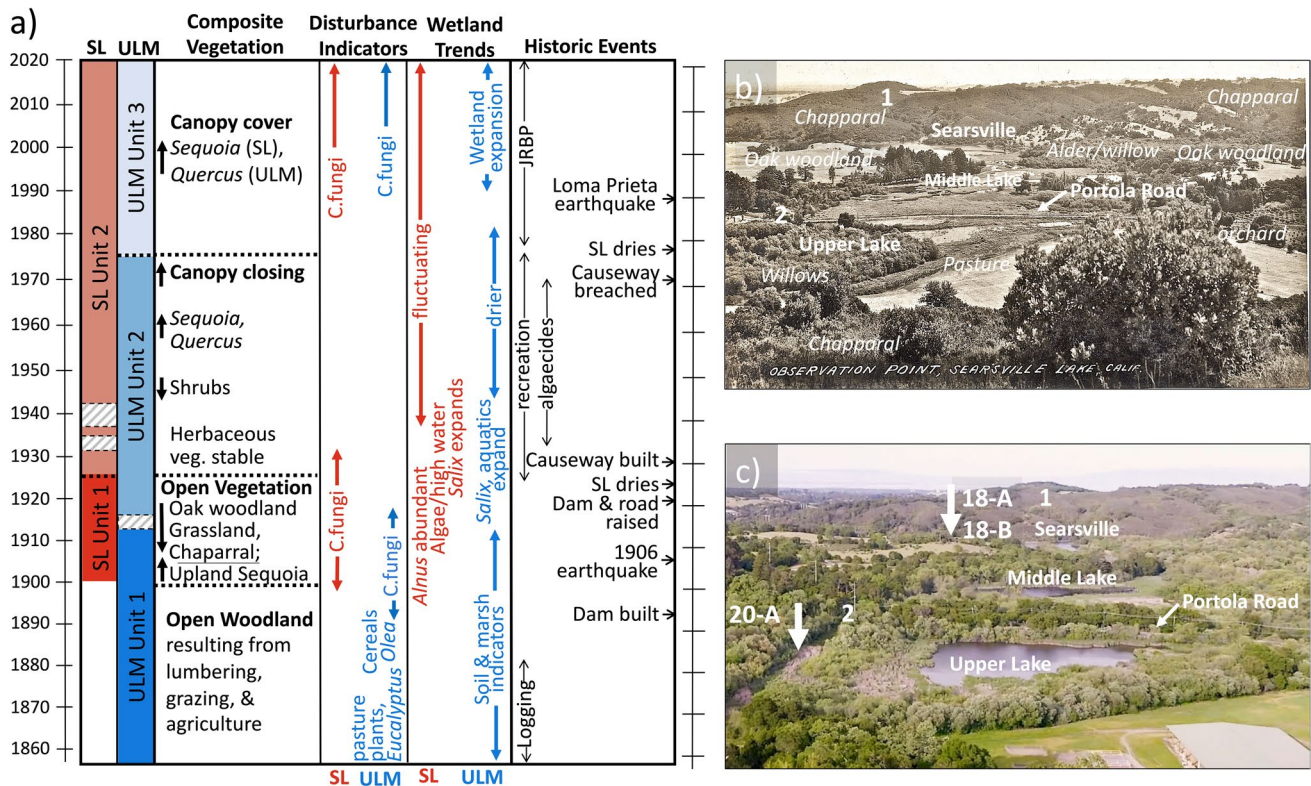 a)
SL ULM
Composite
Vegetation
Disturbance
Indicators
Wetland
Trends
Historic Events
2020
2010
2000
1990
1980
1970
1960
1950
1940
1930
1920
1910
1900
1890
1880
1870
1860
SL Unit 2
SL Unit 1
ULM Unit 3
ULM Unit 2
ULM Unit 1
Canopy cover
Sequoia (SL),
Quercus (ULM)
Canopy closing
Sequoia,
Quercus
Shrubs
Herbaceous
veg. stable
Open Vegetation
Oak woodland
Grassland,
Chaparral;
Upland Sequoia
Open Woodland
resulting from
lumbering,
grazing, &
agriculture
C.fungi
C.fungi
C.fungi
C.fungi
pasture
plants,
Cereals
Eucalyptus
Olea
SL ULM
fluctuating
Alnus abundant
Algae/high water
Salix expands
Wetland
expansion
drier
Salix, aquatics
expand
Soil & marsh
indicators
SL ULM
JRBP
recreation
algaecides
Logging
Loma Prieta
earthquake
SL dries
Causeway
breached
Causeway built
SL dries
Dam & road
raised
1906
earthquake
Dam built
b)
1
Chapparal
Chapparal
Searsville
Oak woodland
Alder/willow
Oak woodland
Middle Lake
Portola Road
2
Upper Lake
orchard
Willows
Pasture
Chapparal
OBSERVATION POINT, SEARSVILLE LAKE, CALIF.
c)
18-A 1
18-B Searsville
Middle Lake
20-A 2
Portola Road
Upper Lake